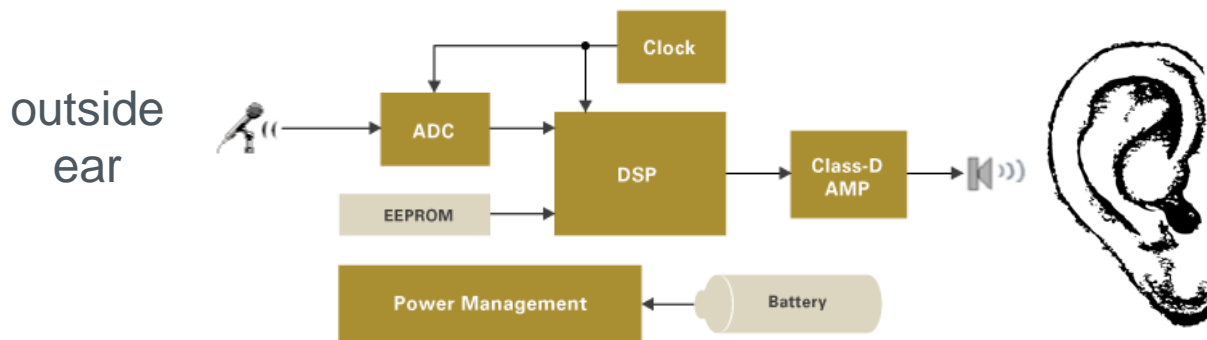 outside
ear
Clock
ADC
DSP
Class-D
AMP
EEPROM
Power Management
Battery